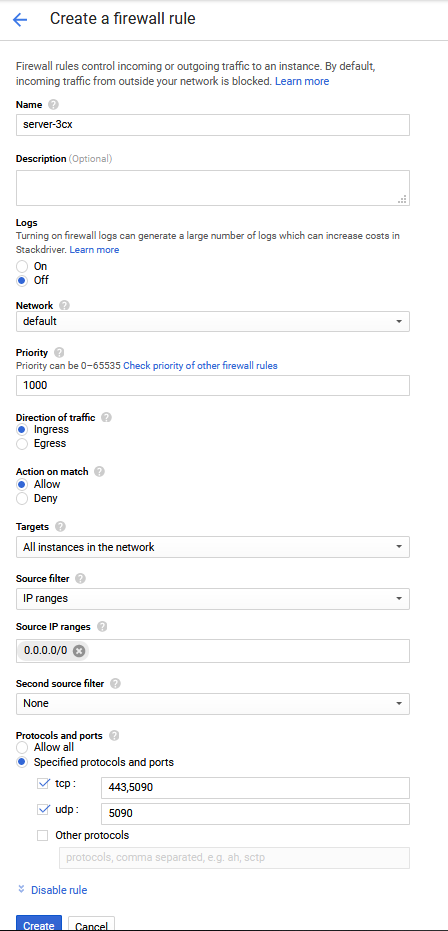 Create a firewall rule
Firewall rules control incoming or outgoing traffic to an instance. By default,
incoming traffic from outside your network is blocked. Learn more
Name
server-3cx
Description (Optional)
Logs
Turning on firewall logs can generate a large number of logs which can increase costs in
Stackdriver. Learn more
On
Off
Network
default
Priority
Priority can be 0–65535 Check priority of other firewall rules
1000
Direction of traffic
Ingress
Egress
Action on match
Allow
Deny
Targets
All instances in the network
Source filter
IP ranges
Source IP ranges
0.0.0.0/0
Second source filter
None
Protocols and ports
Allow all
Specified protocols and ports
tcp : 443,5090
udp : 5090
Other protocols
protocols, comma separated, e.g. ah, sctp
Disable rule
Create Cancel